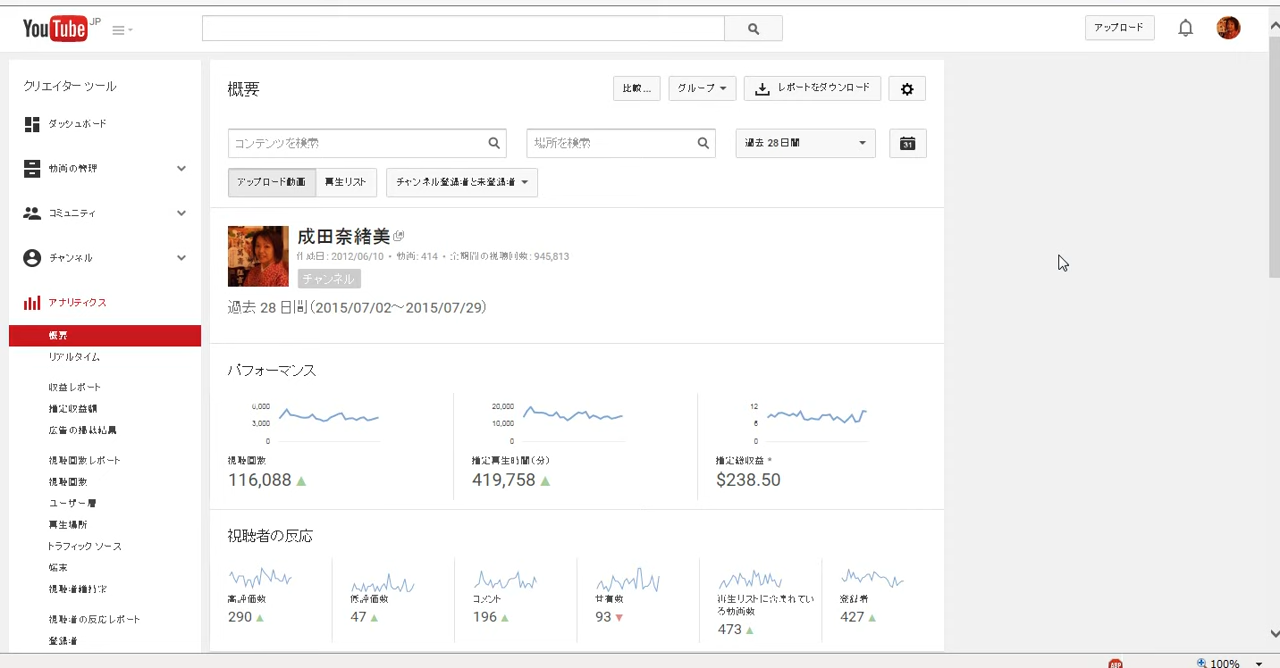 YouTube JP
アップロード
クリエイター ツール
ダッシュボード
動画の管理
コミュニティ
チャンネル
アナリティクス
概要
リアルタイム
収益レポート
推定収益額
広告の掲載結果
視聴回数レポート
視聴回数
ユーザー層
再生場所
トラフィック ソース
端末
視聴者維持率
視聴者の反応レポート
登録者
概要
比較...
グループ
レポートをダウンロード
コンテンツを検索
場所を検索
過去 28日間
31
アップロード動画
再生リスト
チャンネル登録者と未登録者
成田奈緒美
作成日: 2012/06/10 • 動画: 414 • 全期間の視聴回数: 945,813
チャンネル
過去 28 日間(2015/07/02～2015/07/29)
パフォーマンス
6,000
3,000
0
視聴回数
116,088
20,000
10,000
0
推定再生時間(分)
419,758
12
6
0
推定総収益 *
$238.50
視聴者の反応
高評価数
290
低評価数
47
コメント
196
共有数
93
再生リストに含まれてい
る動画数
473
登録者
427
ABP
100%